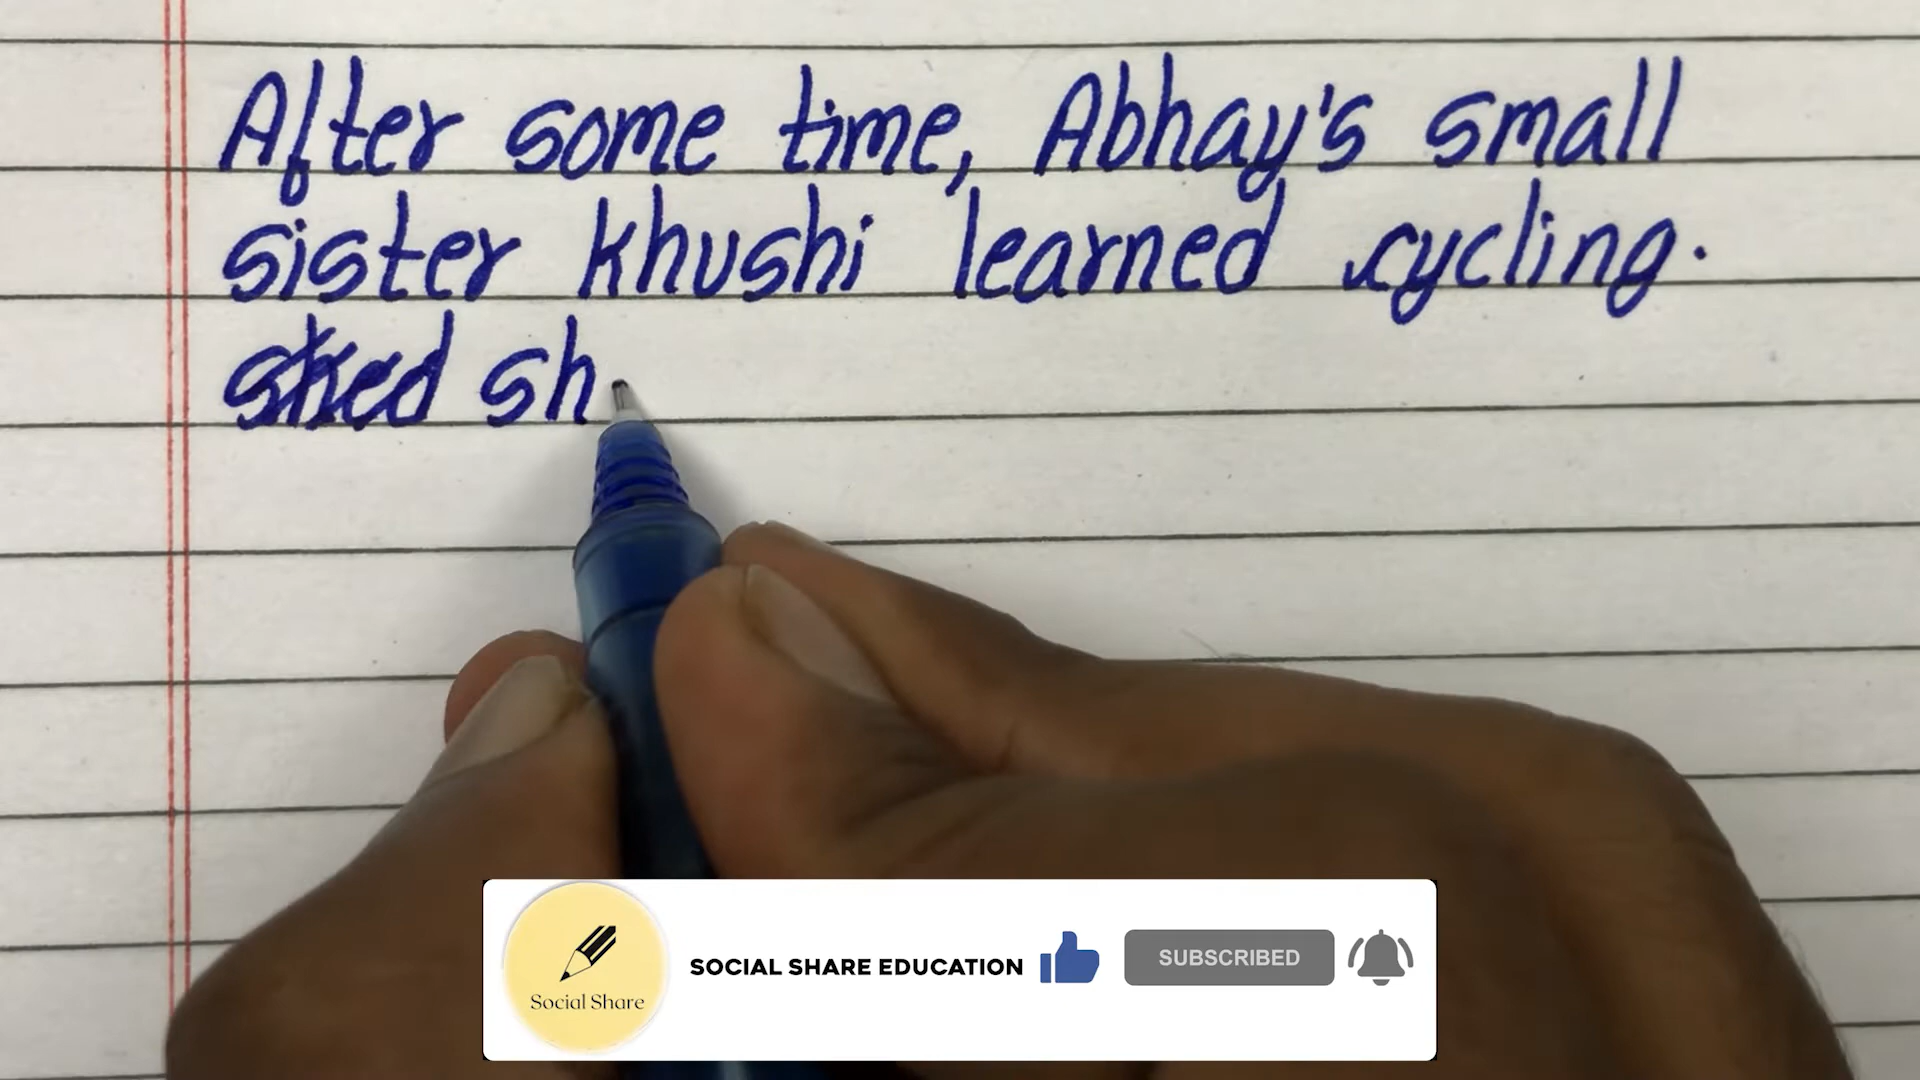 After some time, Abhay's small
sister khushi learned cycling.
sh
SOCIAL SHARE EDUCATION
SUBSCRIBED
Social Share